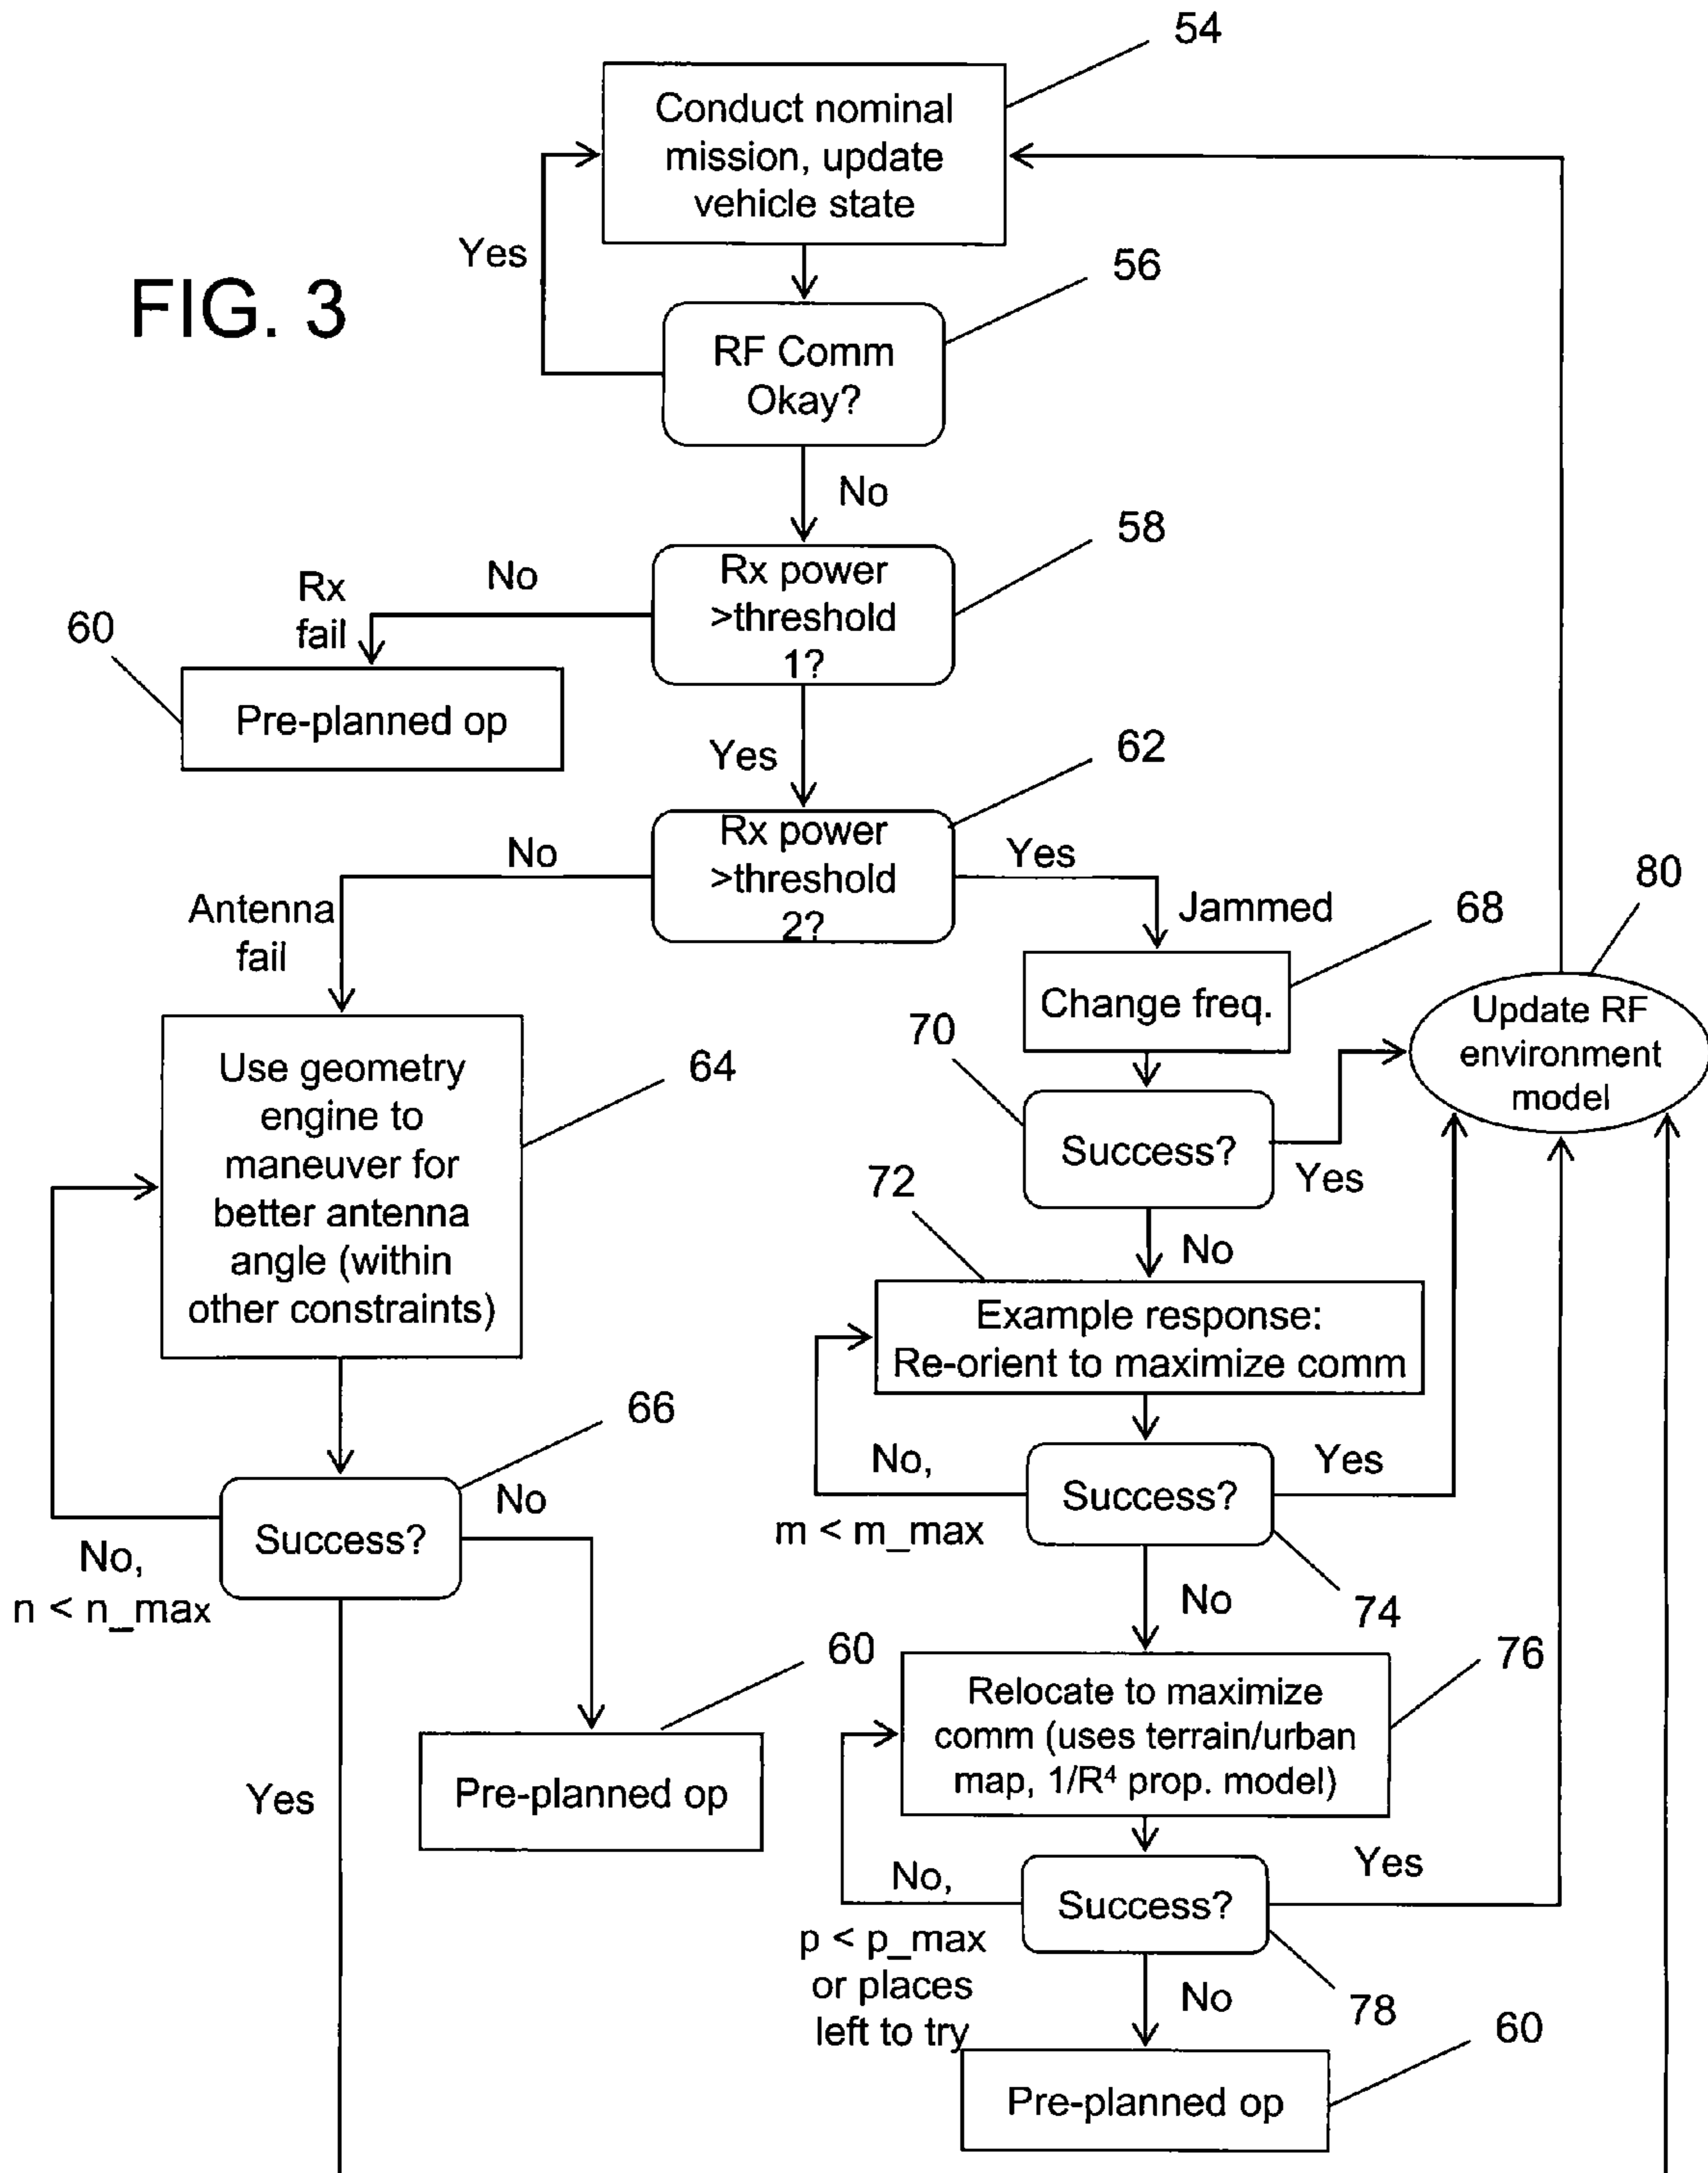 54
Conduct nominal
mission, update
vehicle state
Yes
56
FIG. 3
RF Comm
Okay?
No
58
Rx power
>threshold
1?
No
Rx
fail
60
Pre-planned op
Yes
62
Rx power
>threshold
2?
No
Yes
Antenna
fail
Jammed
68
80
Change freq.
Update RF
environment
model
70
Success?
Yes
Use geometry
engine to
maneuver for
better antenna
angle (within
other constraints)
64
72
No
Example response:
Re-orient to maximize comm
66
No,
m < m_max
Success?
Yes
74
Success?
No
No,
n < n_max
No
76
60
Relocate to maximize
comm (uses terrain/urban
map, 1/R⁴ prop. model)
Yes
Pre-planned op
No,
p < p_max
or places
left to try
Success?
Yes
78
No
60
Pre-planned op